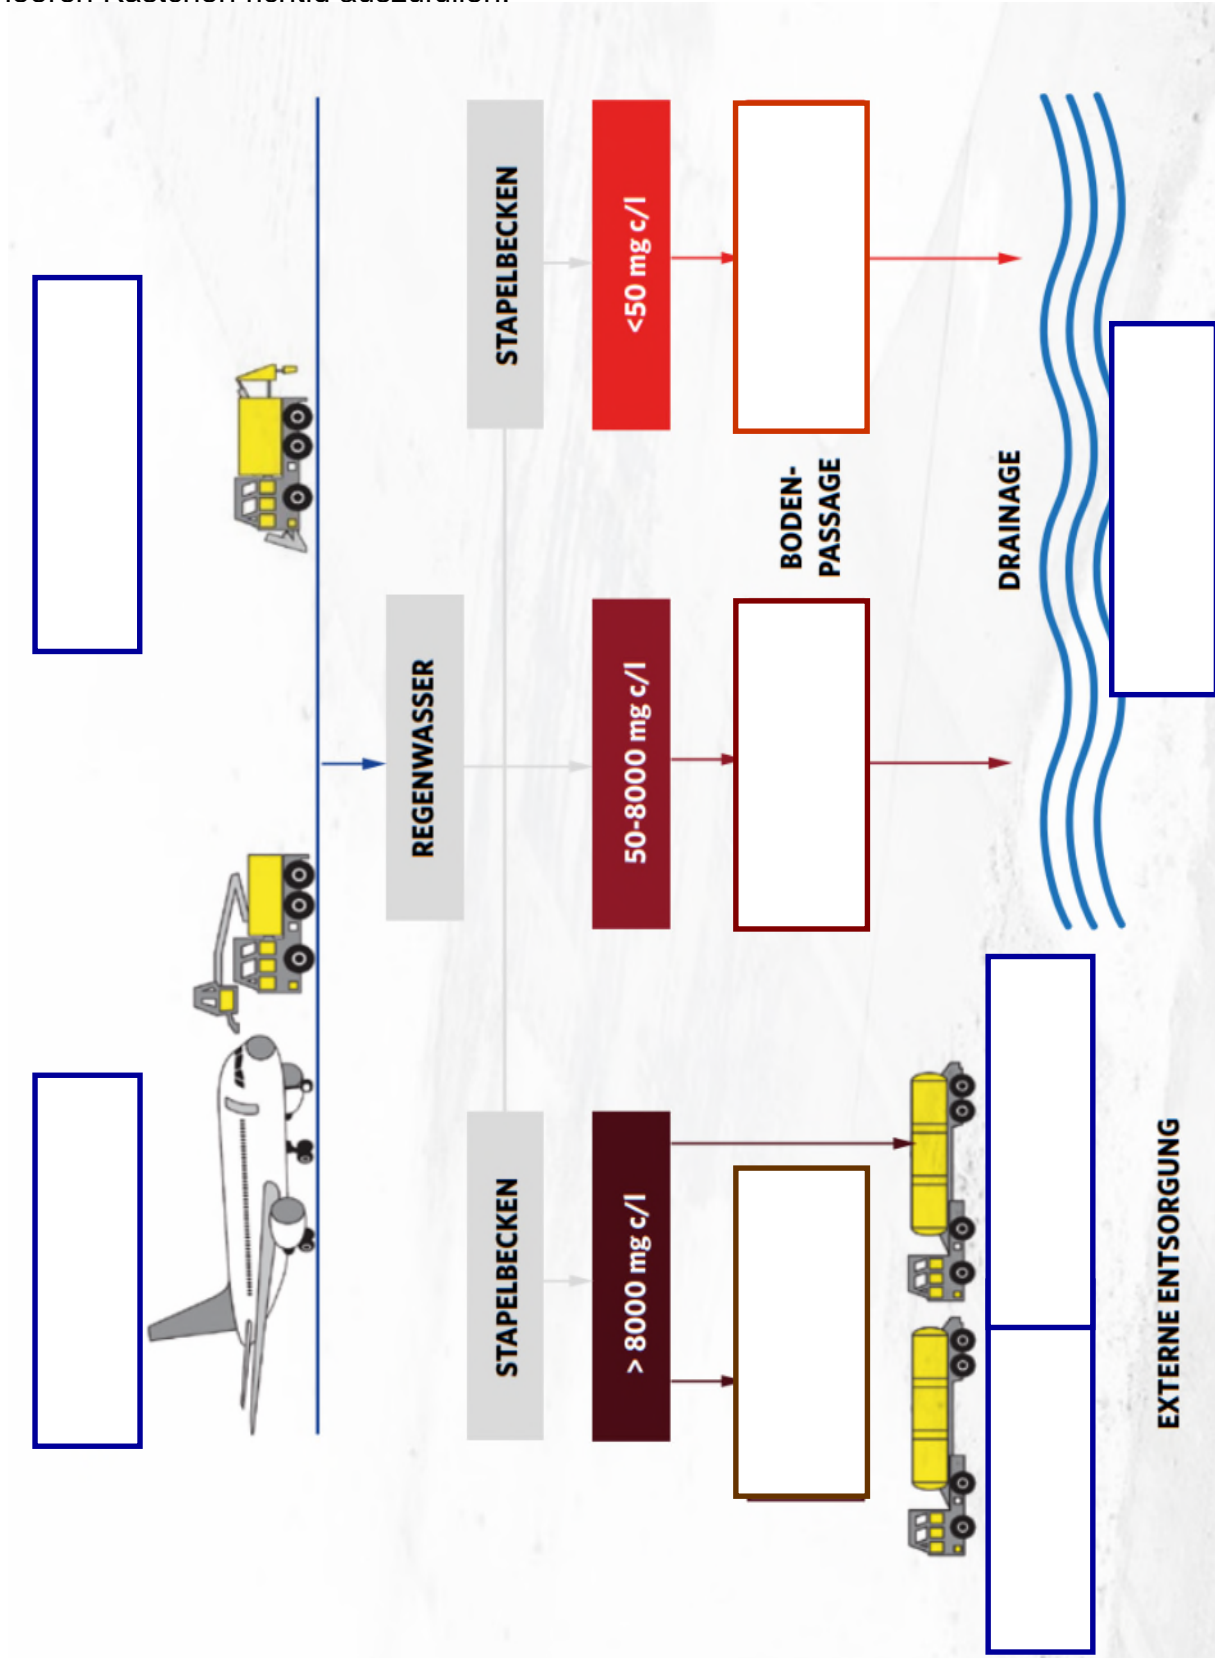 STAPELBECKEN
<50 mg c/l
REGENWASSER
50-8000 mg c/l
BODEN-
PASSAGE
DRAINAGE
STAPELBECKEN
> 8000 mg c/l
EXTERNE ENTSORGUNG